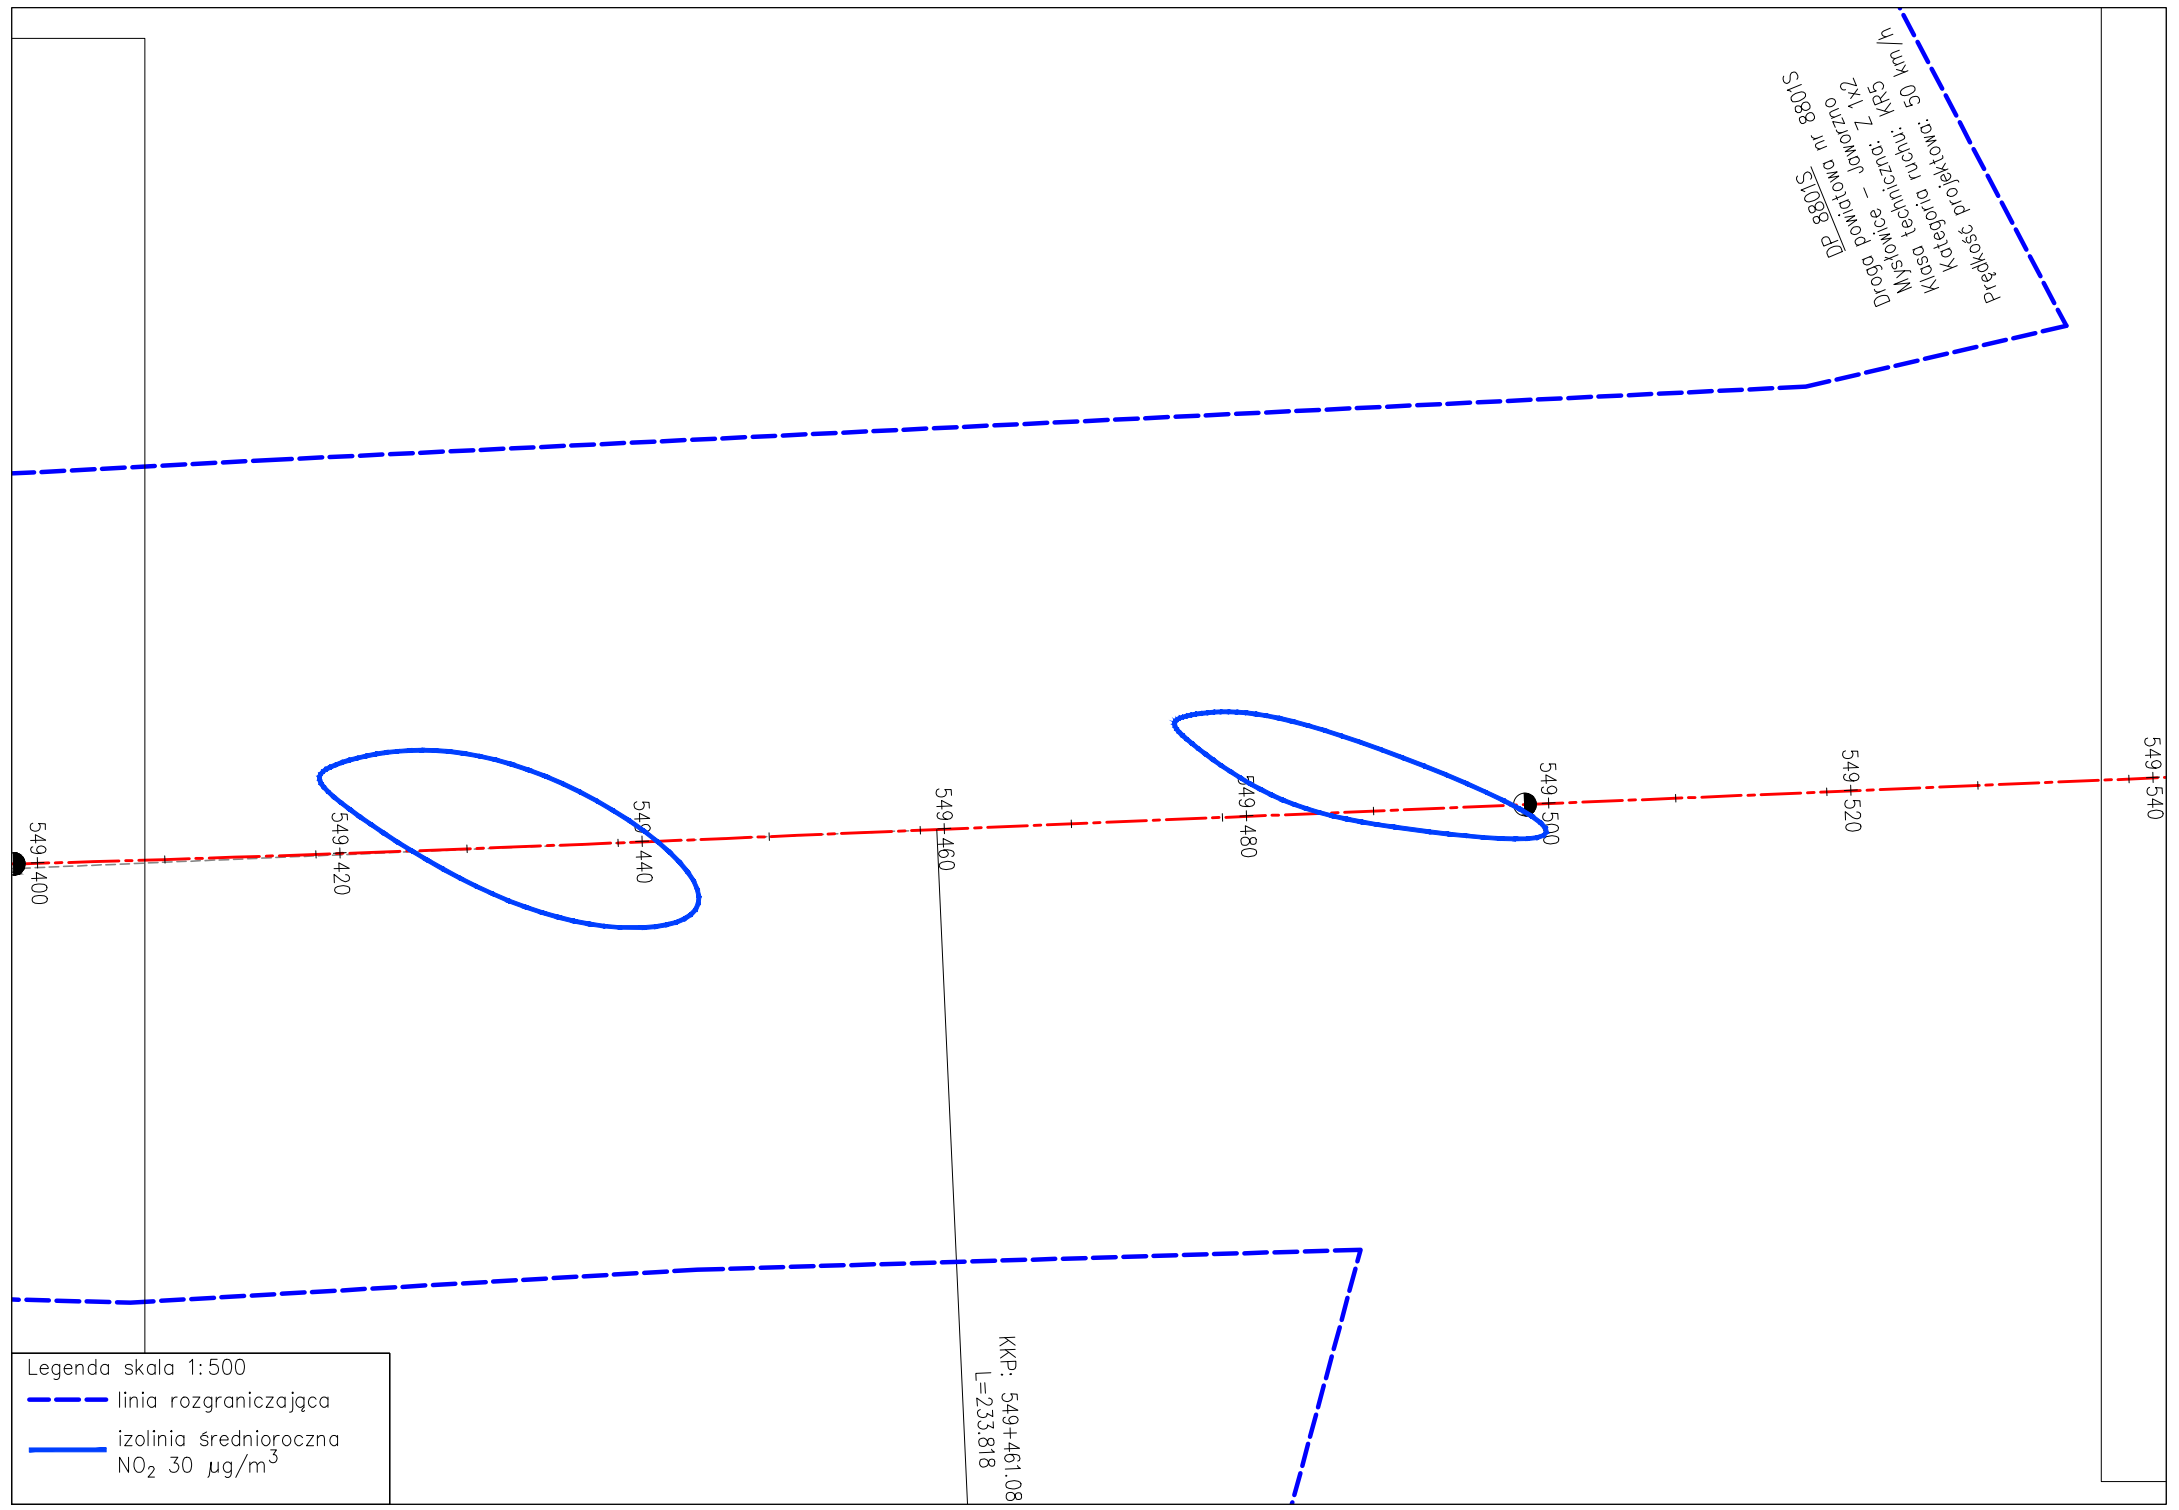 DP 8801S
Droga powiatowa nr 8801S
Mysłowice – Jaworzno
Klasa techniczna: Z 1x2
Kategoria ruchu: KR5
Prędkość projektowa: 50 km/h
549+400
549+420
549+440
549+460
549+480
549+500
549+520
549+540
KKP: 549+461.08
L=233.818
Legenda skala 1:500
linia rozgraniczająca
izolinia średnioroczna
NO₂ 30 µg/m³